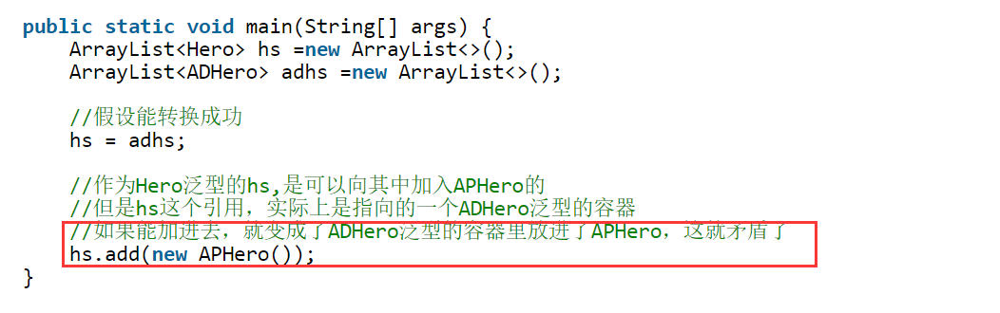 public static void main(String[] args) {
    ArrayList<Hero> hs =new ArrayList<>();
    ArrayList<ADHero> adhs =new ArrayList<>();
    //假设能转换成功
    hs = adhs;
    //作为Hero泛型的hs,是可以向其中加入APHero的
    //但是hs这个引用，实际上是指向的一个ADHero泛型的容器
    //如果能加进去，就变成了ADHero泛型的容器里放进了APHero，这就矛盾了
    hs.add(new APHero());
}